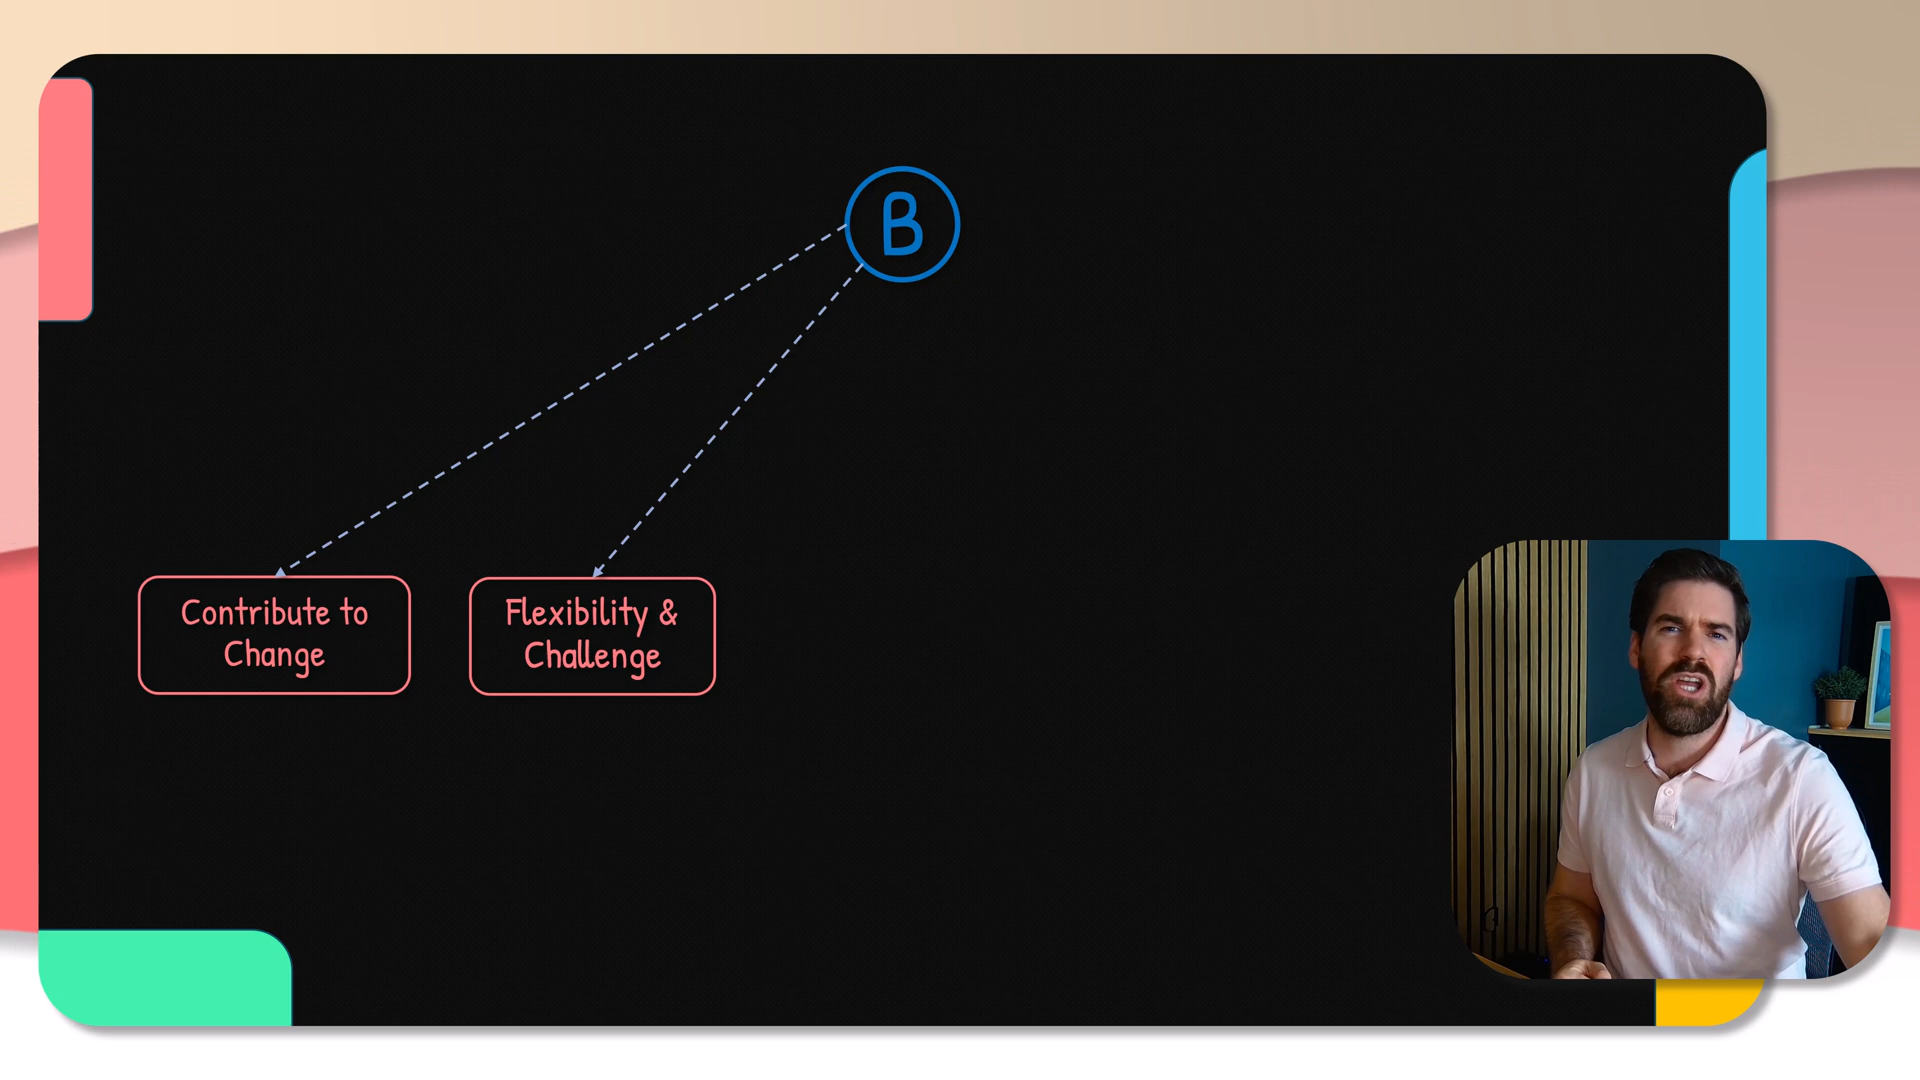 B
Contribute to
Change
Flexibility &
Challenge